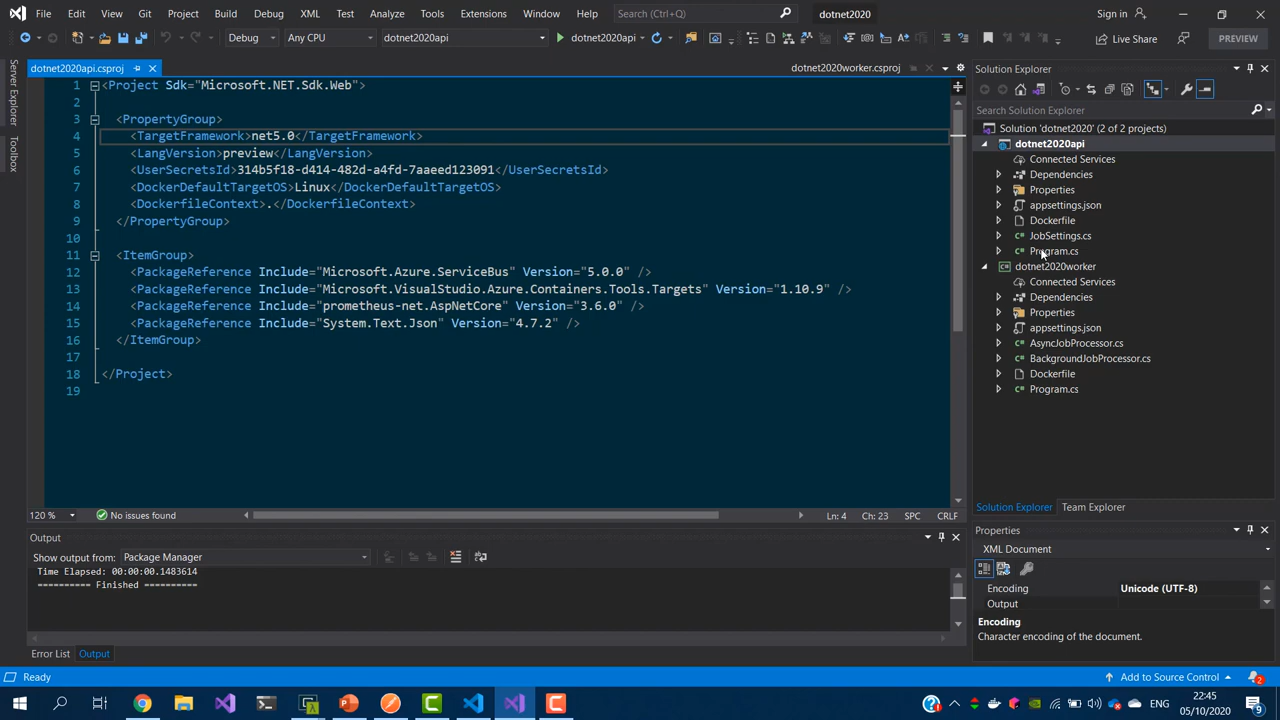 File Edit View Git Project Build Debug XML Test Analyze Tools Extensions Window Help Search (Ctrl+Q) dotnet2020 Sign in
Debug Any CPU dotnet2020api dotnet2020api Live Share PREVIEW
Server Explorer
Toolbox
dotnet2020api.csproj dotnet2020worker.csproj
1 <Project Sdk="Microsoft.NET.Sdk.Web">
2
3 <PropertyGroup>
4 <TargetFramework>net5.0</TargetFramework>
5 <LangVersion>preview</LangVersion>
6 <UserSecretsId>314b5f18-d414-482d-a4fd-7aaeed123091</UserSecretsId>
7 <DockerDefaultTargetOS>Linux</DockerDefaultTargetOS>
8 <DockerfileContext>.</DockerfileContext>
9 </PropertyGroup>
10
11 <ItemGroup>
12 <PackageReference Include="Microsoft.Azure.ServiceBus" Version="5.0.0" />
13 <PackageReference Include="Microsoft.VisualStudio.Azure.Containers.Tools.Targets" Version="1.10.9" />
14 <PackageReference Include="prometheus-net.AspNetCore" Version="3.6.0" />
15 <PackageReference Include="System.Text.Json" Version="4.7.2" />
16 </ItemGroup>
17
18 </Project>
19
120 % No issues found Ln: 4 Ch: 23 SPC CRLF
Output
Show output from: Package Manager
Time Elapsed: 00:00:00.1483614
========== Finished ==========
Error List Output
Solution Explorer
Search Solution Explorer
Solution 'dotnet2020' (2 of 2 projects)
dotnet2020api
Connected Services
Dependencies
Properties
appsettings.json
Dockerfile
JobSettings.cs
Program.cs
dotnet2020worker
Connected Services
Dependencies
Properties
appsettings.json
AsyncJobProcessor.cs
BackgroundJobProcessor.cs
Dockerfile
Program.cs
Solution Explorer Team Explorer
Properties
XML Document
Encoding Unicode (UTF-8)
Output
Encoding
Character encoding of the document.
Ready Add to Source Control 2
ENG 22:45
05/10/2020 9